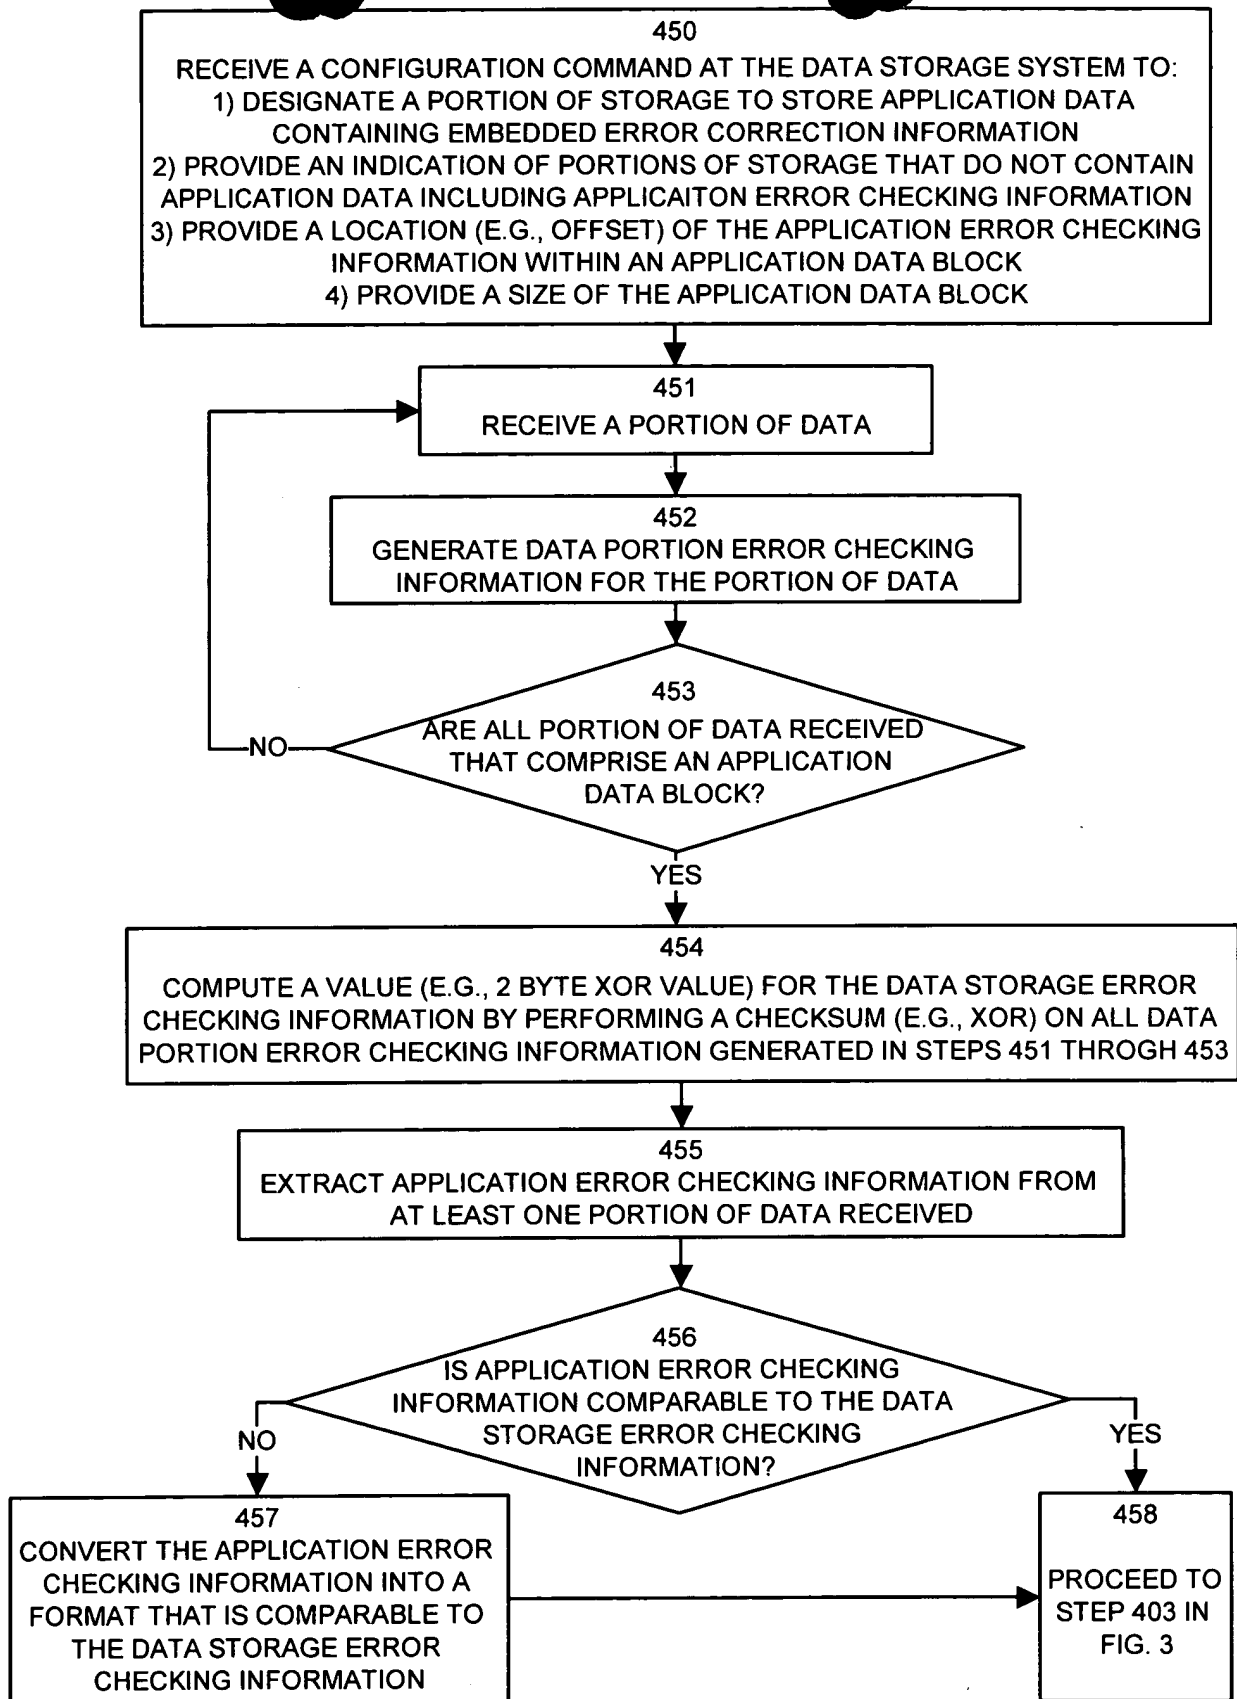 450
RECEIVE A CONFIGURATION COMMAND AT THE DATA STORAGE SYSTEM TO:
1) DESIGNATE A PORTION OF STORAGE TO STORE APPLICATION DATA
CONTAINING EMBEDDED ERROR CORRECTION INFORMATION
2) PROVIDE AN INDICATION OF PORTIONS OF STORAGE THAT DO NOT CONTAIN
APPLICATION DATA INCLUDING APPLICAITON ERROR CHECKING INFORMATION
3) PROVIDE A LOCATION (E.G., OFFSET) OF THE APPLICATION ERROR CHECKING
INFORMATION WITHIN AN APPLICATION DATA BLOCK
4) PROVIDE A SIZE OF THE APPLICATION DATA BLOCK
451
RECEIVE A PORTION OF DATA
452
GENERATE DATA PORTION ERROR CHECKING
INFORMATION FOR THE PORTION OF DATA
453
ARE ALL PORTION OF DATA RECEIVED
THAT COMPRISE AN APPLICATION
DATA BLOCK?
NO
YES
454
COMPUTE A VALUE (E.G., 2 BYTE XOR VALUE) FOR THE DATA STORAGE ERROR
CHECKING INFORMATION BY PERFORMING A CHECKSUM (E.G., XOR) ON ALL DATA
PORTION ERROR CHECKING INFORMATION GENERATED IN STEPS 451 THROGH 453
455
EXTRACT APPLICATION ERROR CHECKING INFORMATION FROM
AT LEAST ONE PORTION OF DATA RECEIVED
456
IS APPLICATION ERROR CHECKING
INFORMATION COMPARABLE TO THE DATA
STORAGE ERROR CHECKING
INFORMATION?
NO
YES
457
CONVERT THE APPLICATION ERROR
CHECKING INFORMATION INTO A
FORMAT THAT IS COMPARABLE TO
THE DATA STORAGE ERROR
CHECKING INFORMATION
458
PROCEED TO
STEP 403 IN
FIG. 3